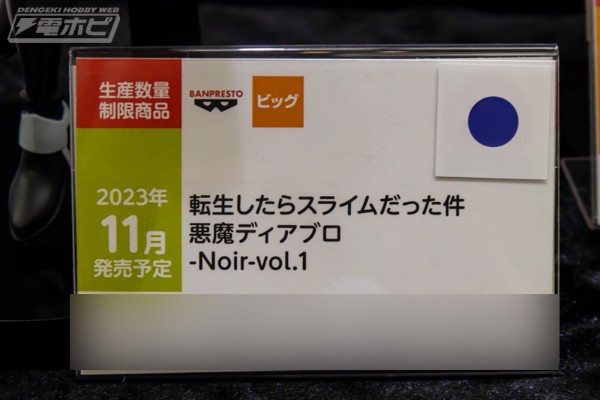 DENGEKI HOBBY WEB
電ホビ
生産数量
制限商品
BANPRESTO
ビッグ
2023年
11月
発売予定
転生したらスライムだった件
悪魔ディアブロ
-Noir-vol.1